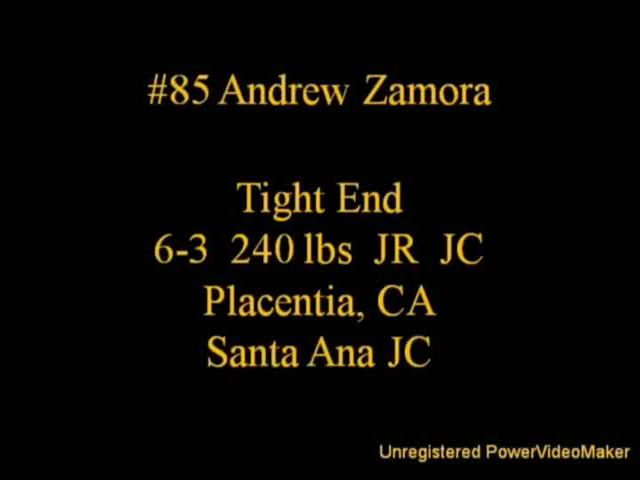 #85 Andrew Zamora
Tight End
6-3 240 lbs JR JC
Placentia, CA
Santa Ana JC
Unregistered PowerVideoMaker